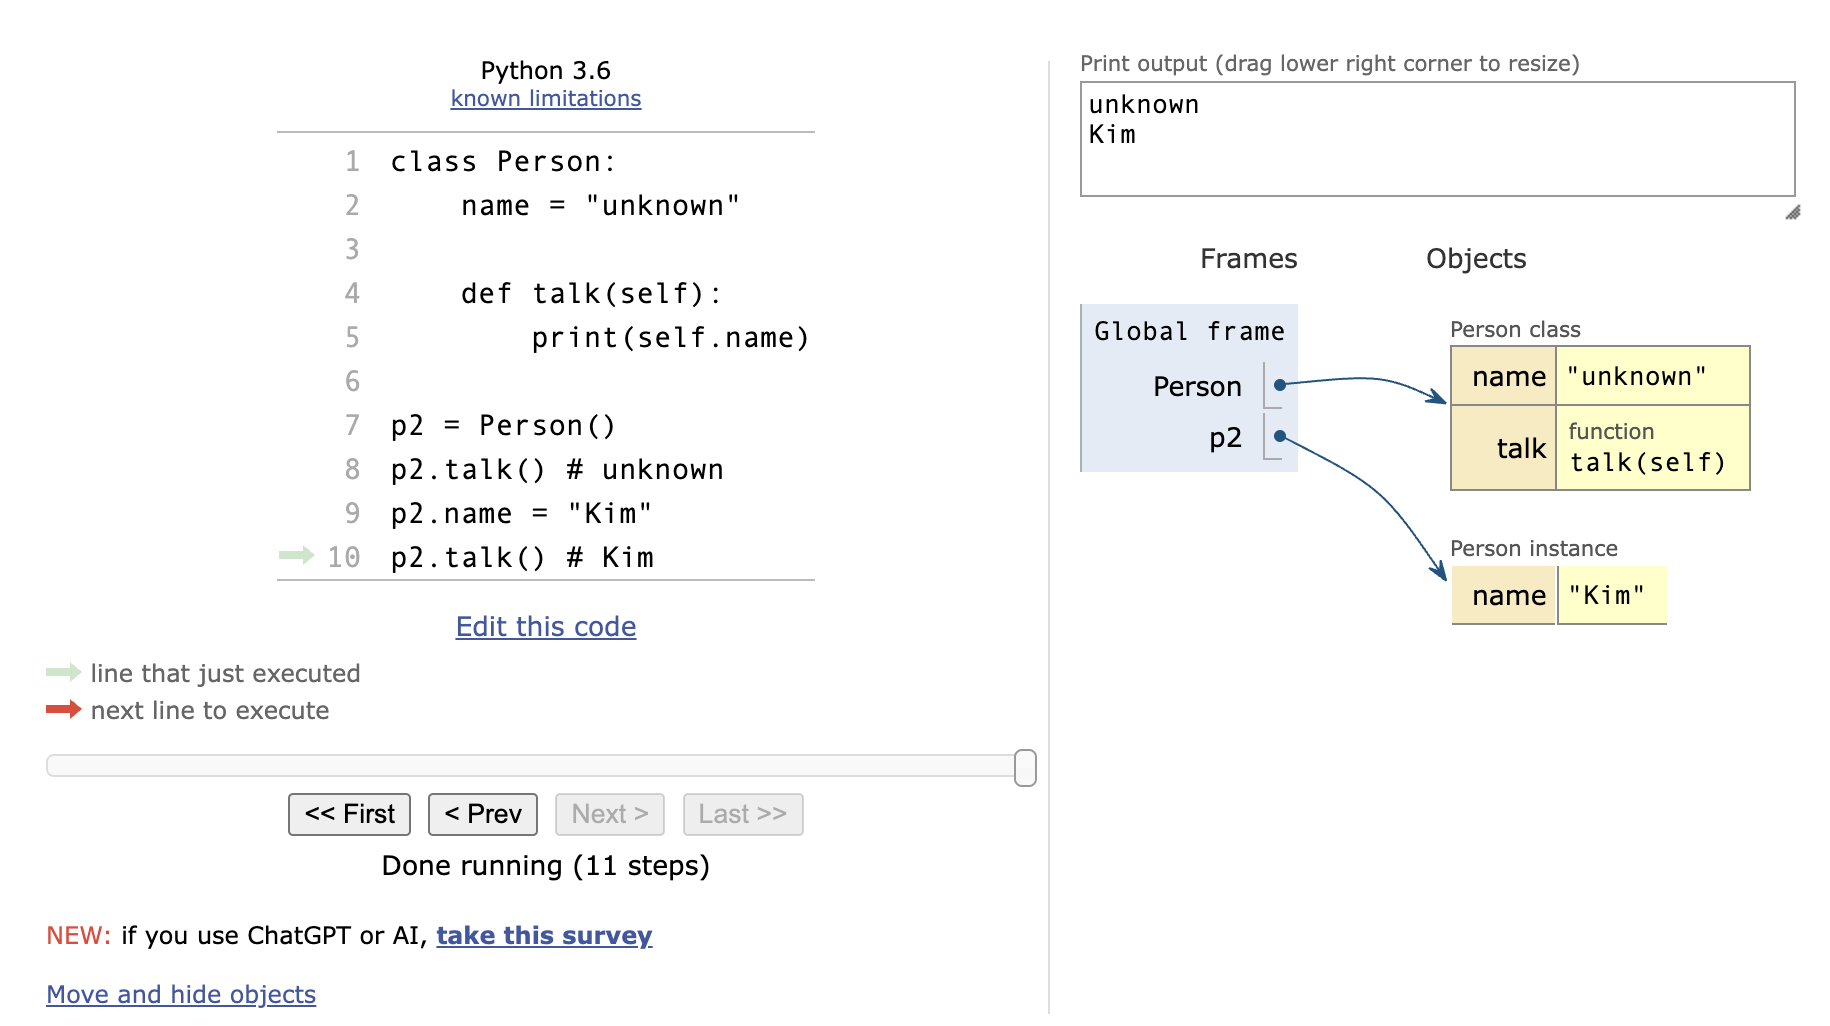 Python 3.6
known limitations
1 class Person:
2     name = "unknown"
3
4     def talk(self):
5         print(self.name)
6
7 p2 = Person()
8 p2.talk() # unknown
9 p2.name = "Kim"
10 p2.talk() # Kim
Edit this code
line that just executed
next line to execute
<< First < Prev Next > Last >>
Done running (11 steps)
NEW: if you use ChatGPT or AI, take this survey
Move and hide objects
Print output (drag lower right corner to resize)
unknown
Kim
Frames Objects
Global frame
Person
p2
Person class
name "unknown"
talk function
talk(self)
Person instance
name "Kim"